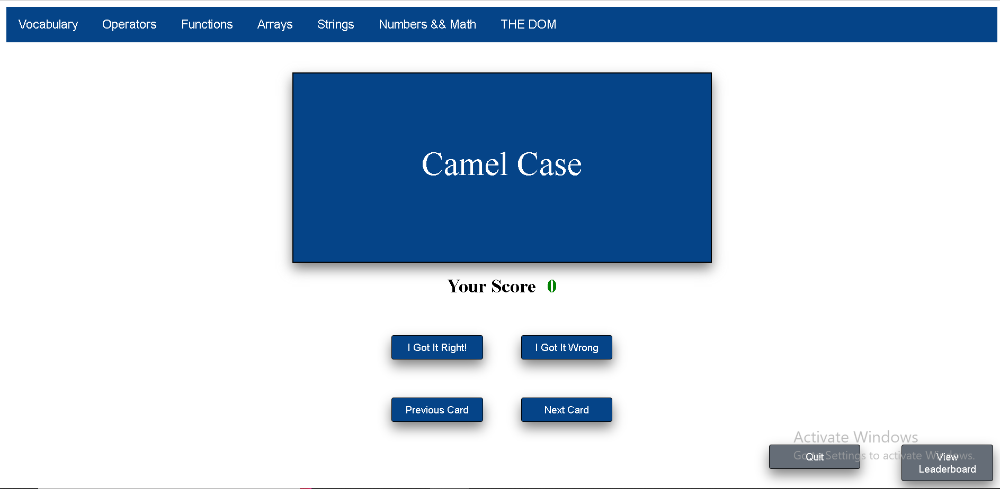 Vocabulary Operators Functions Arrays Strings Numbers && Math THE DOM
Camel Case
Your Score 0
I Got It Right! I Got It Wrong
Previous Card Next Card
Activate Windows
Go to Settings to activate Windows.
Quit
View
Leaderboard